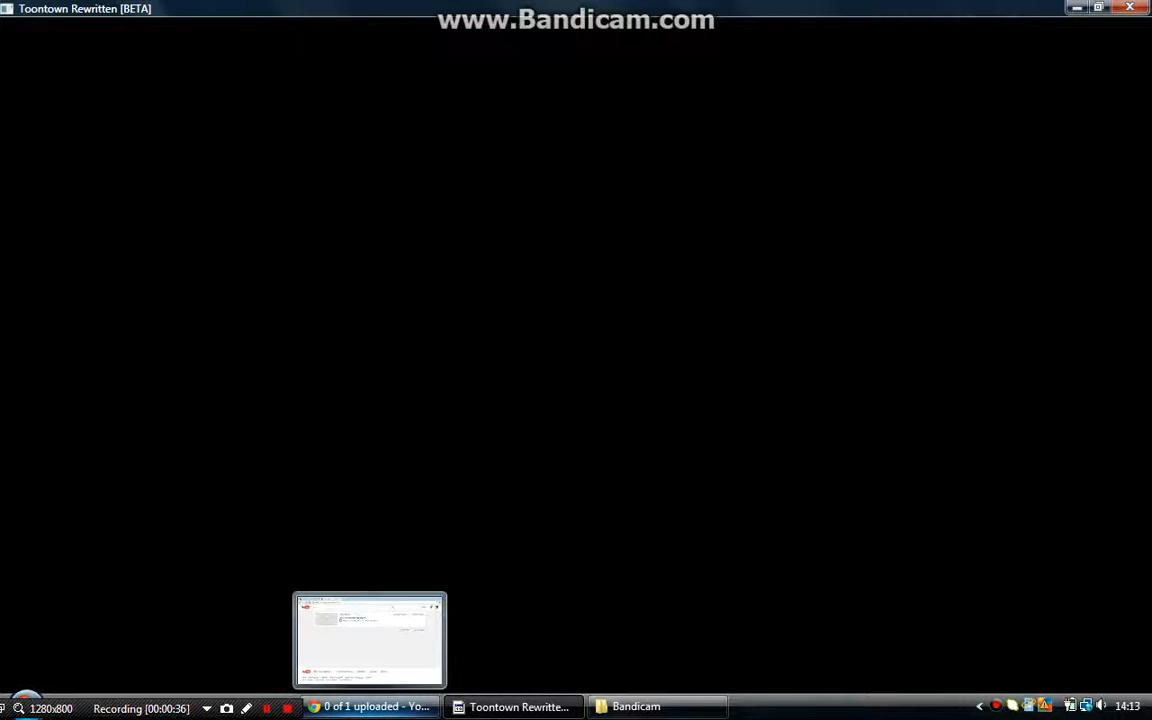 Toontown Rewritten [BETA]
www.Bandicam.com
1280x800
Recording [00:00:36]
0 of 1 uploaded - Yo...
Toontown Rewritte...
Bandicam
14:13